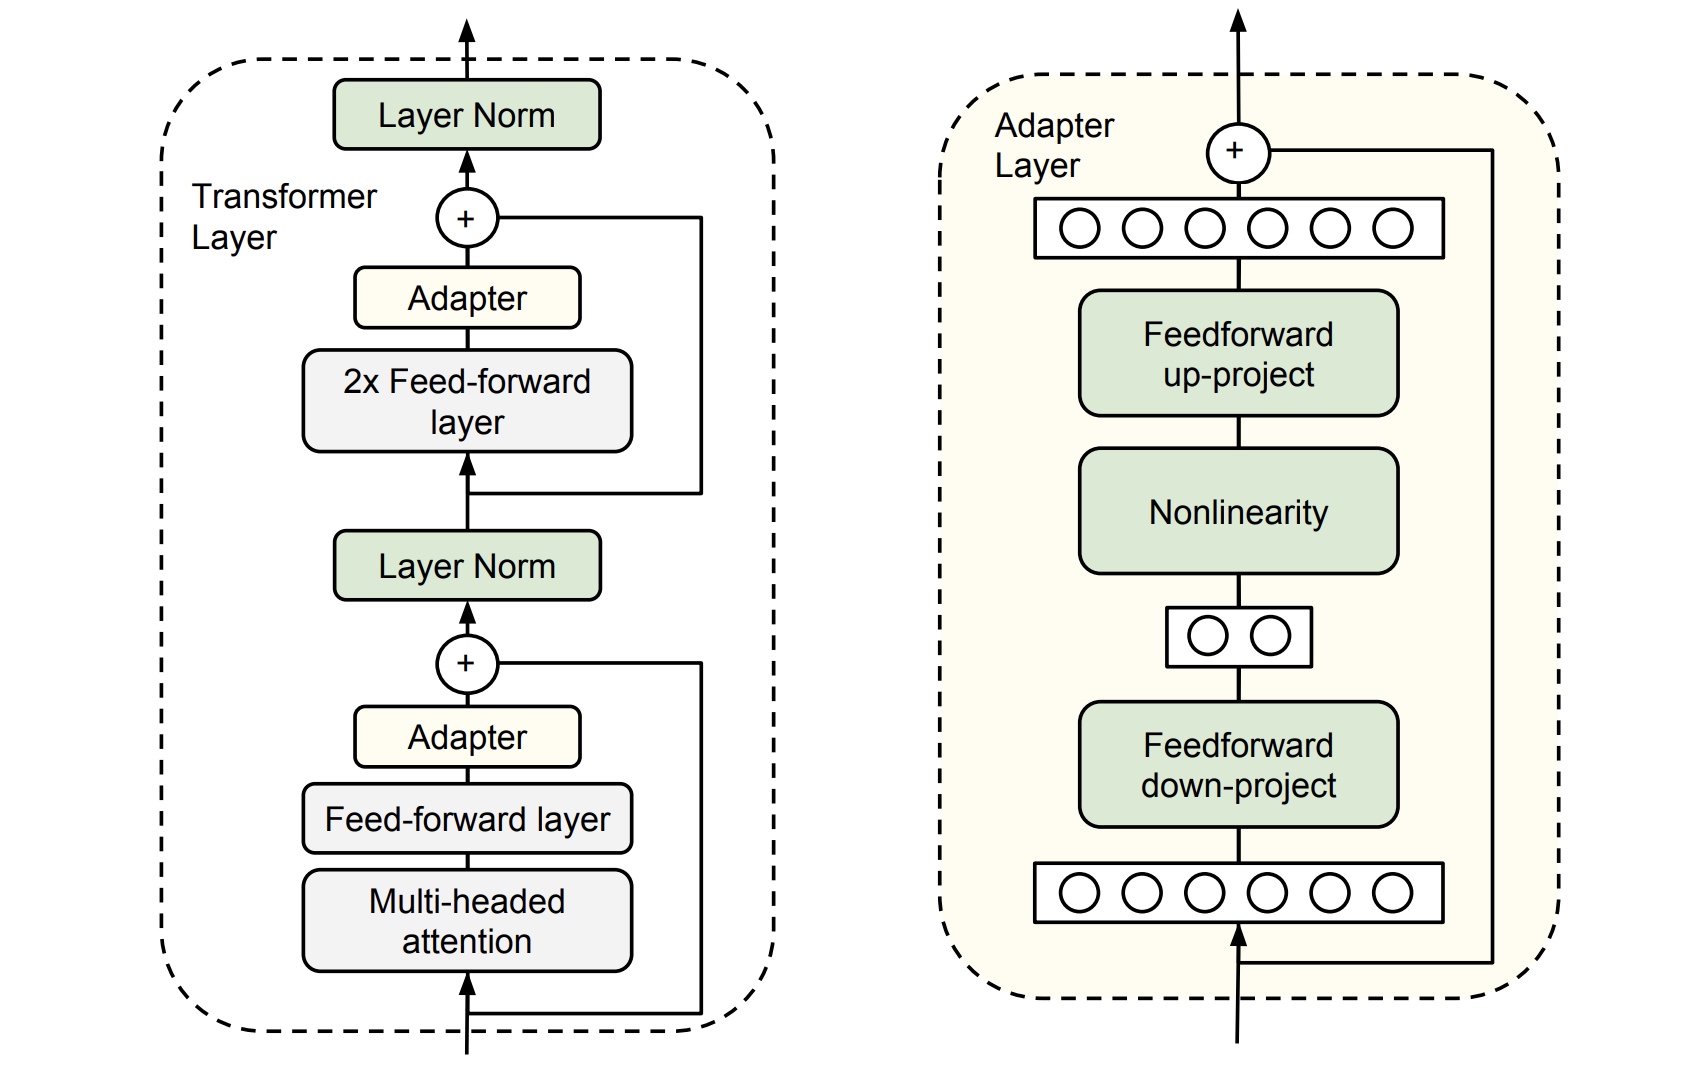 Layer Norm
Transformer
Layer
+
Adapter
2x Feed-forward
layer
Layer Norm
+
Adapter
Feed-forward layer
Multi-headed
attention
Adapter
Layer
+
Feedforward
up-project
Nonlinearity
Feedforward
down-project